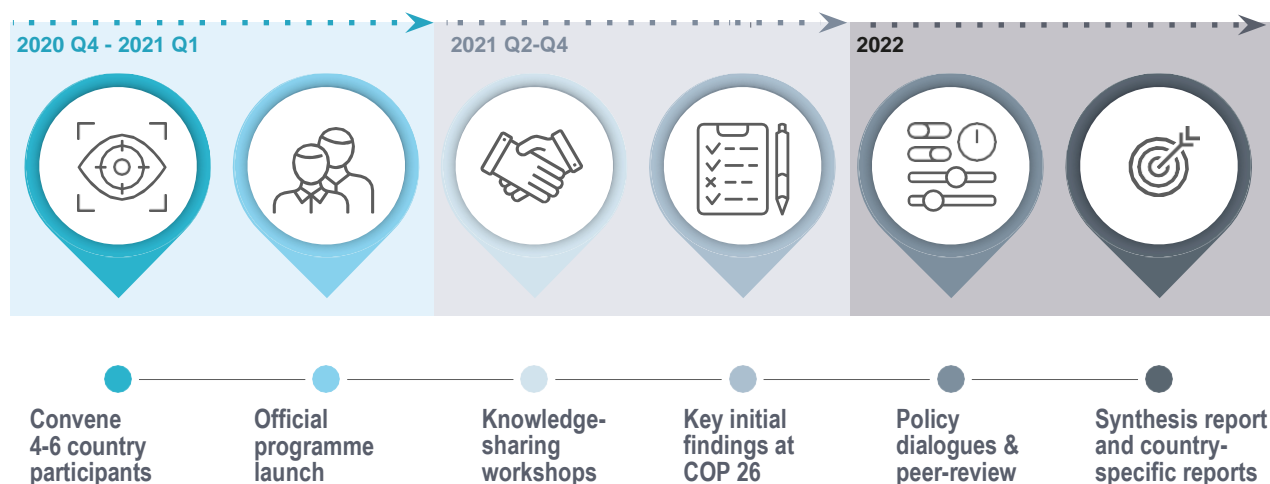 2020 Q4 - 2021 Q1
2021 Q2-Q4
2022
Convene
4-6 country
participants
Official
programme
launch
Knowledge-
sharing
workshops
Key initial
findings at
COP 26
Policy
dialogues &
peer-review
Synthesis report
and country-
specific reports